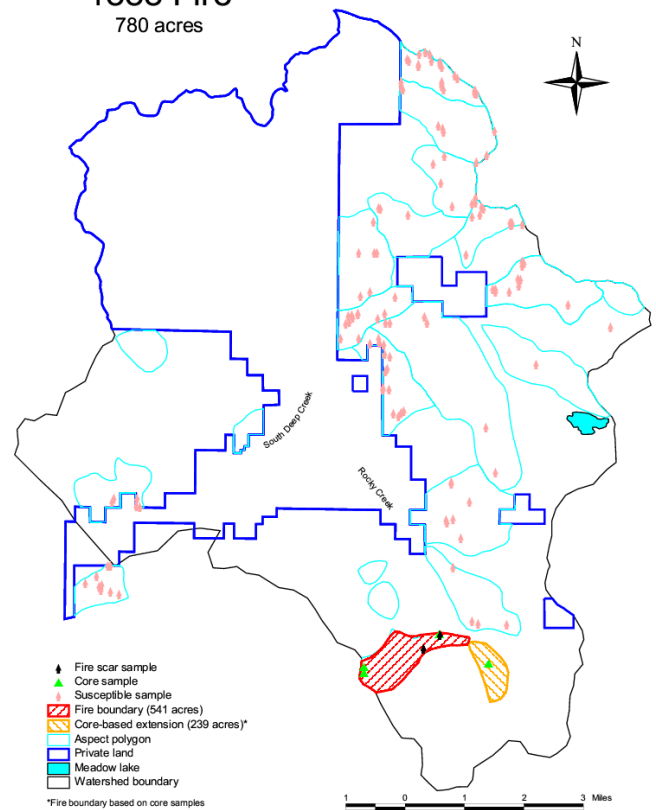 780 acres
N
South Deep Creek
Rocky Creek
Fire scar sample
Core sample
Susceptible sample
Fire boundary (541 acres)
Core-based extension (239 acres)*
Aspect polygon
Private land
Meadow lake
Watershed boundary
*Fire boundary based on core samples
1 0 1 2 3 Miles